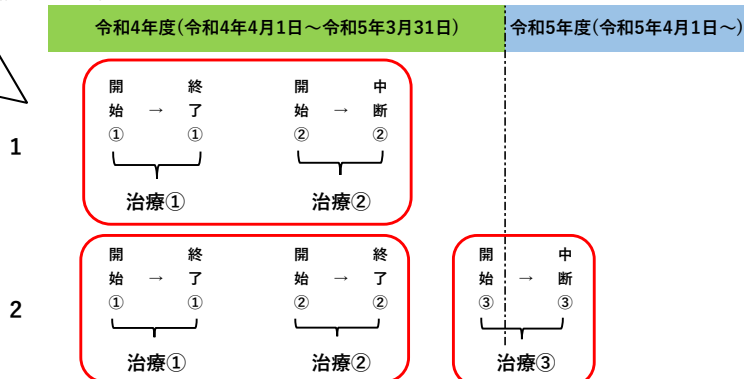 令和4年度(令和4年4月1日～令和5年3月31日) 令和5年度(令和5年4月1日～)
1
開始① → 終了① 開始② → 中断②
治療① 治療②
2
開始① → 終了① 開始② → 終了② 開始③ → 中断③
治療① 治療② 治療③